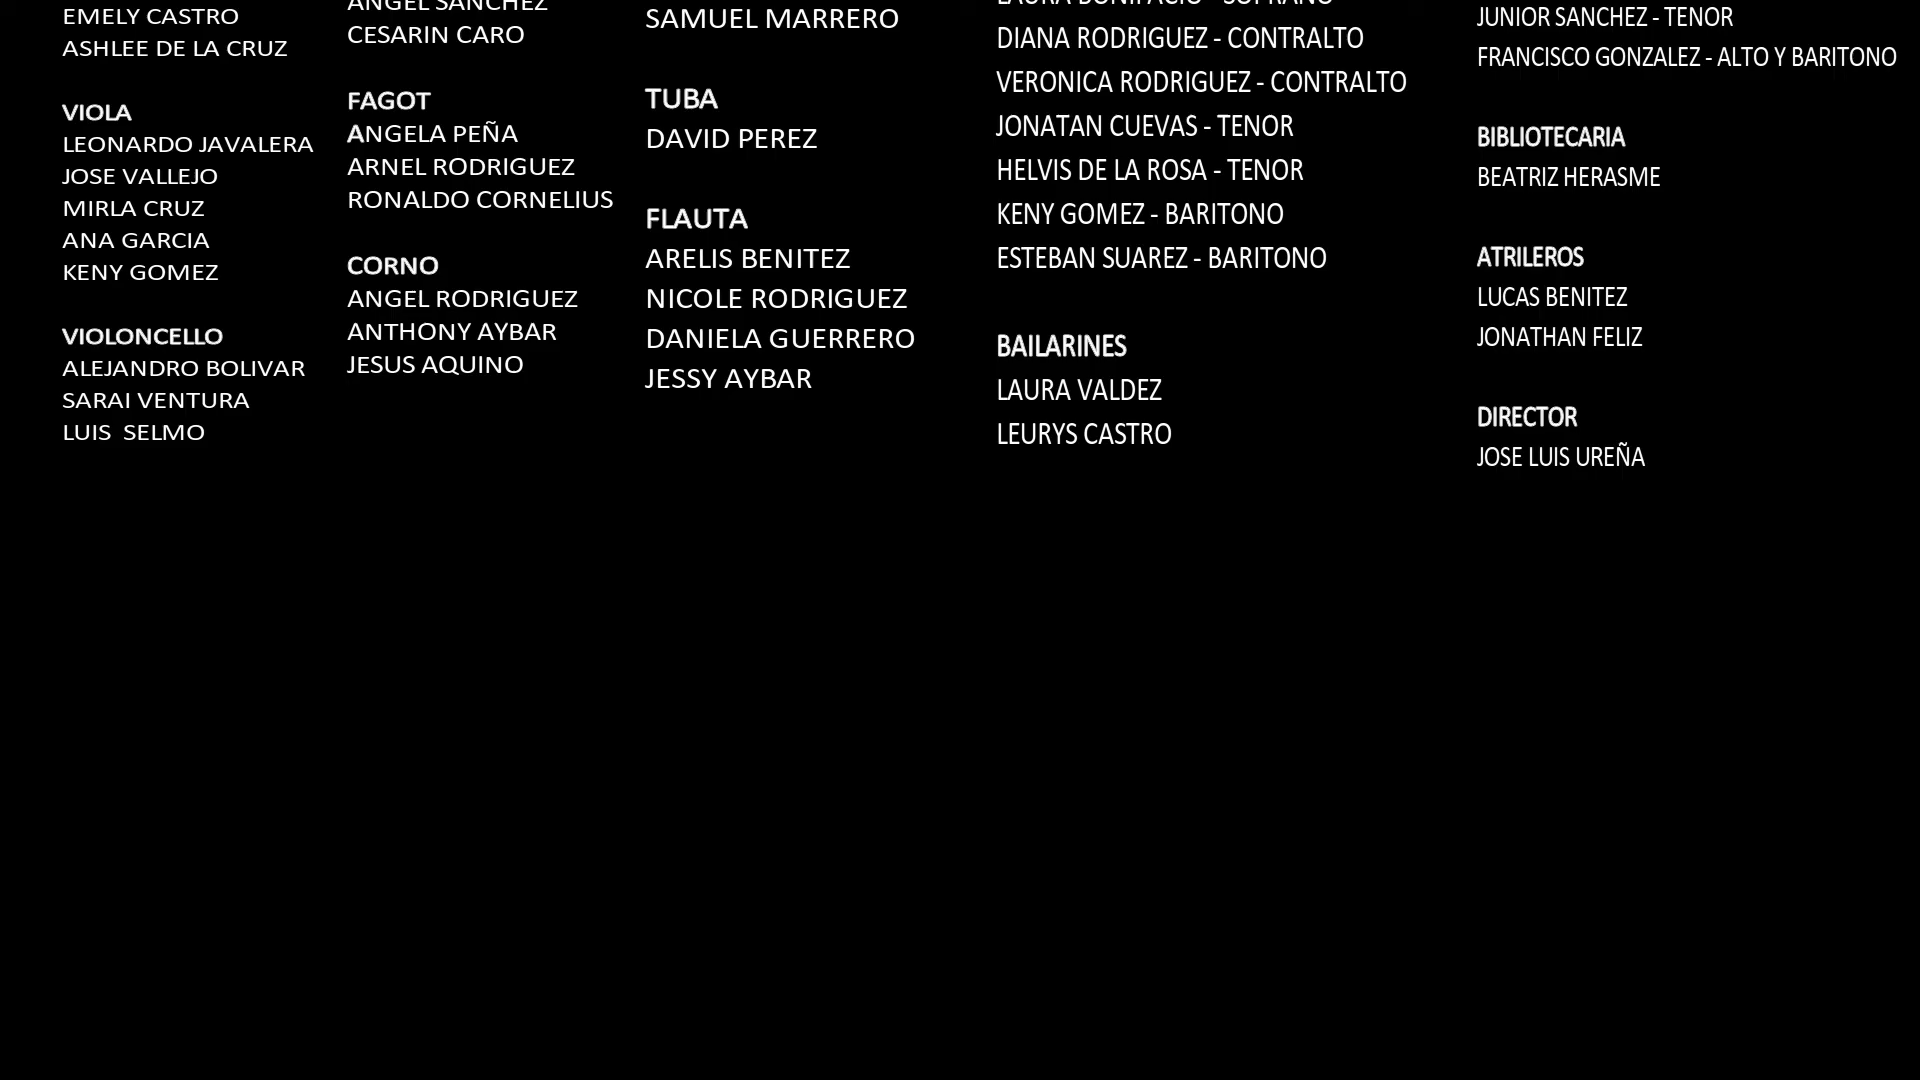 EMELY CASTRO
ASHLEE DE LA CRUZ
VIOLA
LEONARDO JAVALERA
JOSE VALLEJO
MIRLA CRUZ
ANA GARCIA
KENY GOMEZ
VIOLONCELLO
ALEJANDRO BOLIVAR
SARAI VENTURA
LUIS  SELMO
ANGEL SANCHEZ
CESARIN CARO
FAGOT
ANGELA PEÑA
ARNEL RODRIGUEZ
RONALDO CORNELIUS
CORNO
ANGEL RODRIGUEZ
ANTHONY AYBAR
JESUS AQUINO
SAMUEL MARRERO
TUBA
DAVID PEREZ
FLAUTA
ARELIS BENITEZ
NICOLE RODRIGUEZ
DANIELA GUERRERO
JESSY AYBAR
LAURA BONIFACIO - SOPRANO
DIANA RODRIGUEZ - CONTRALTO
VERONICA RODRIGUEZ - CONTRALTO
JONATAN CUEVAS - TENOR
HELVIS DE LA ROSA - TENOR
KENY GOMEZ - BARITONO
ESTEBAN SUAREZ - BARITONO
BAILARINES
LAURA VALDEZ
LEURYS CASTRO
JUNIOR SANCHEZ - TENOR
FRANCISCO GONZALEZ - ALTO Y BARITONO
BIBLIOTECARIA
BEATRIZ HERASME
ATRILEROS
LUCAS BENITEZ
JONATHAN FELIZ
DIRECTOR
JOSE LUIS UREÑA